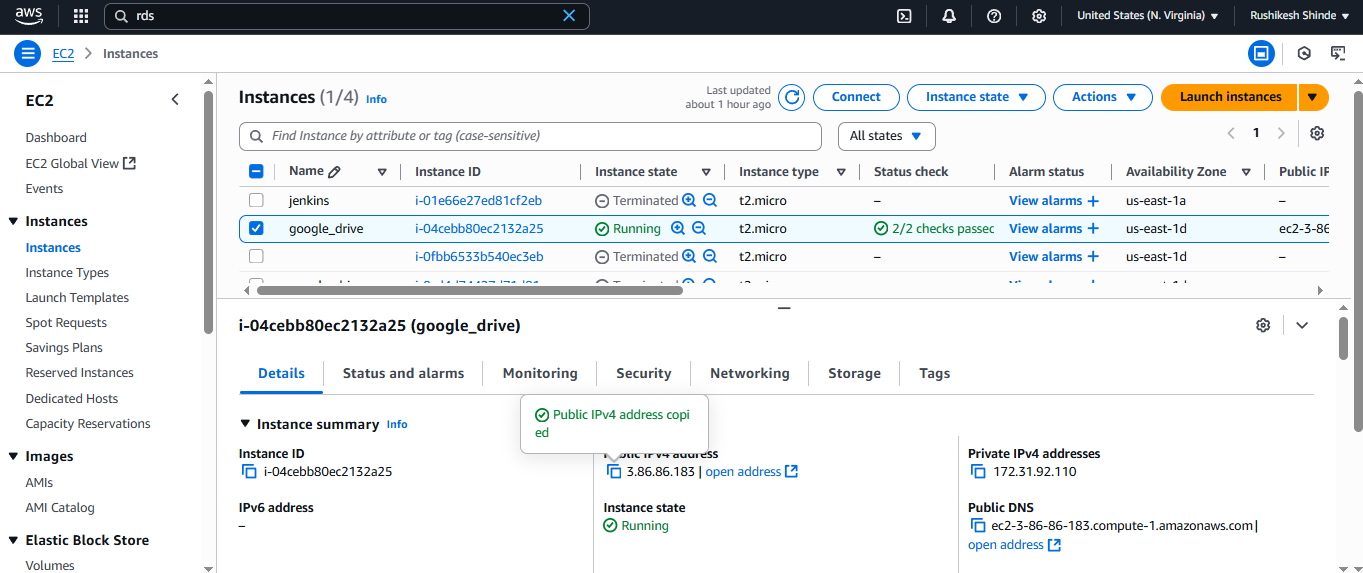 aws
rds
United States (N. Virginia)
Rushikesh Shinde
EC2
Instances
EC2
Dashboard
EC2 Global View
Events
Instances
Instances
Instance Types
Launch Templates
Spot Requests
Savings Plans
Reserved Instances
Dedicated Hosts
Capacity Reservations
Images
AMIs
AMI Catalog
Elastic Block Store
Volumes
Instances (1/4) Info
Last updated
about 1 hour ago
Connect
Instance state
Actions
Launch instances
Find Instance by attribute or tag (case-sensitive)
All states
1
Name Instance ID Instance state Instance type Status check Alarm status Availability Zone Public IP
jenkins i-01e66e27ed81cf2eb Terminated t2.micro – View alarms + us-east-1a –
google_drive i-04cebb80ec2132a25 Running t2.micro 2/2 checks passec View alarms + us-east-1d ec2-3-86
i-0fbb6533b540ec3eb Terminated t2.micro – View alarms + us-east-1d –
i-04cebb80ec2132a25 (google_drive)
Details
Status and alarms
Monitoring
Security
Networking
Storage
Tags
Public IPv4 address copi
ed
Instance summary Info
Instance ID
i-04cebb80ec2132a25
Public IPv4 address
3.86.86.183 | open address
Private IPv4 addresses
172.31.92.110
IPv6 address
–
Instance state
Running
Public DNS
ec2-3-86-86-183.compute-1.amazonaws.com |
open address